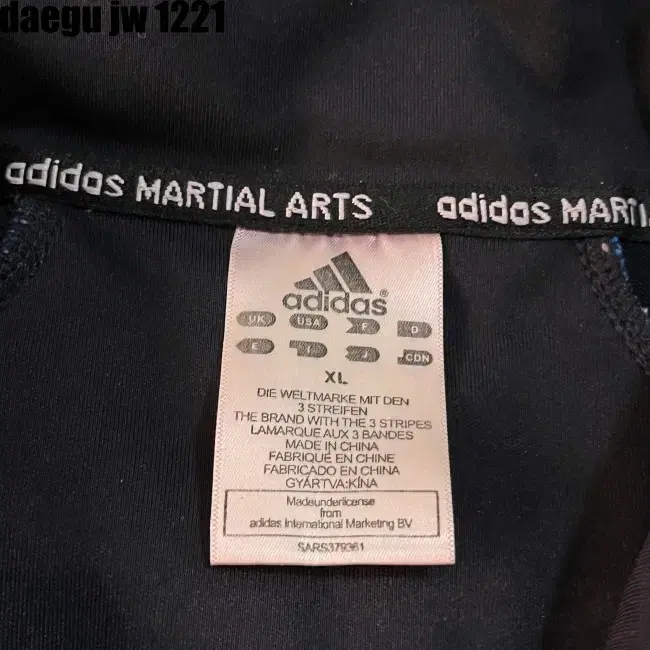 daegu jw 1221
adidas MARTIAL ARTS adidas MARTI
adidas®
UK USA F D
E I J CDN
XL
DIE WELTMARKE MIT DEN
3 STREIFEN
THE BRAND WITH THE 3 STRIPES
LAMARQUE AUX 3 BANDES
MADE IN CHINA
FABRIQUE EN CHINE
FABRICADO EN CHINA
GYÁRTVA:KÍNA
Madeunderlicense
from
adidas International Marketing BV
SARS379361